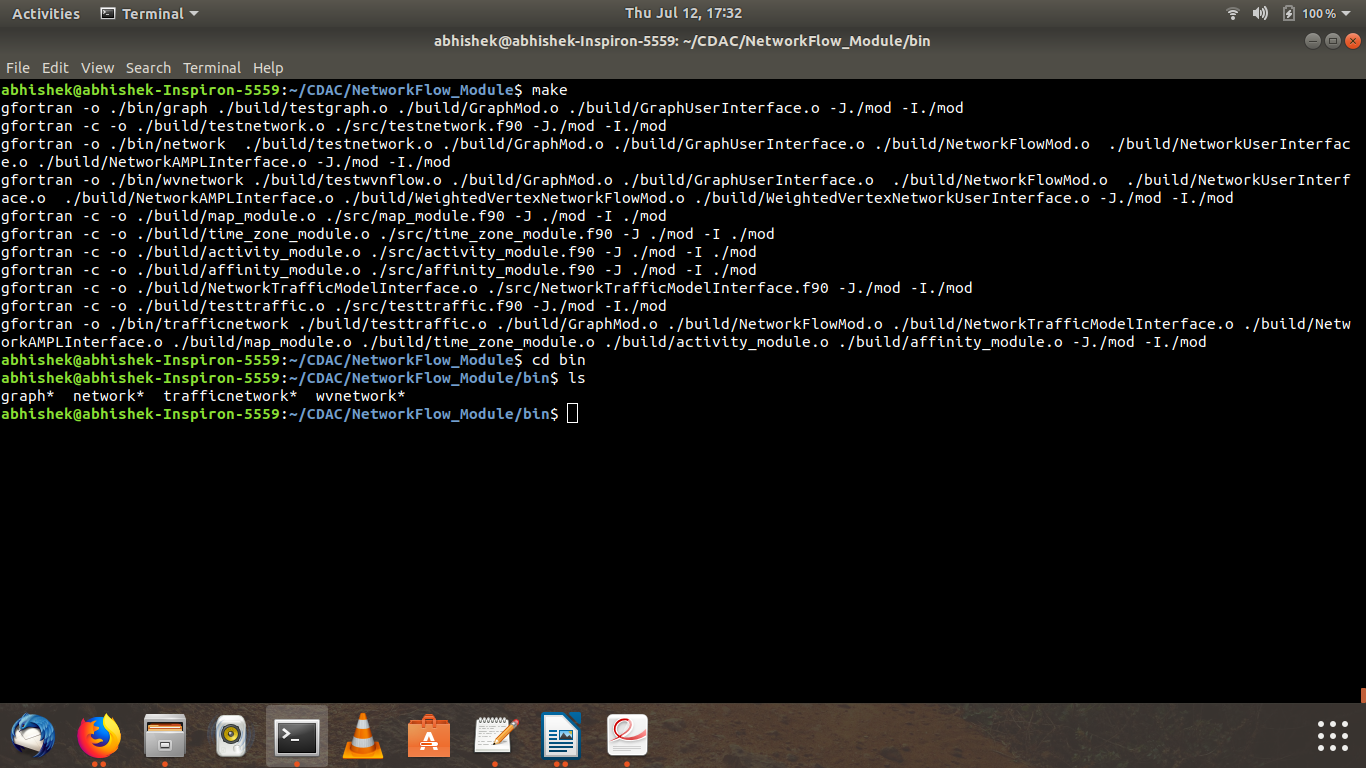 Activities Terminal Thu Jul 12, 17:32 100%
abhishek@abhishek-Inspiron-5559: ~/CDAC/NetworkFlow_Module/bin
File Edit View Search Terminal Help
abhishek@abhishek-Inspiron-5559:~/CDAC/NetworkFlow_Module$ make
gfortran -o ./bin/graph ./build/testgraph.o ./build/GraphMod.o ./build/GraphUserInterface.o -J./mod -I./mod
gfortran -c -o ./build/testnetwork.o ./src/testnetwork.f90 -J./mod -I./mod
gfortran -o ./bin/network  ./build/testnetwork.o ./build/GraphMod.o ./build/GraphUserInterface.o ./build/NetworkFlowMod.o  ./build/NetworkUserInterfac
e.o ./build/NetworkAMPLInterface.o -J./mod -I./mod
gfortran -o ./bin/wvnetwork ./build/testwvnflow.o ./build/GraphMod.o ./build/GraphUserInterface.o  ./build/NetworkFlowMod.o  ./build/NetworkUserInterf
ace.o  ./build/NetworkAMPLInterface.o ./build/WeightedVertexNetworkFlowMod.o ./build/WeightedVertexNetworkUserInterface.o -J./mod -I./mod
gfortran -c -o ./build/map_module.o ./src/map_module.f90 -J ./mod -I ./mod
gfortran -c -o ./build/time_zone_module.o ./src/time_zone_module.f90 -J ./mod -I ./mod
gfortran -c -o ./build/activity_module.o ./src/activity_module.f90 -J ./mod -I ./mod
gfortran -c -o ./build/affinity_module.o ./src/affinity_module.f90 -J ./mod -I ./mod
gfortran -c -o ./build/NetworkTrafficModelInterface.o ./src/NetworkTrafficModelInterface.f90 -J./mod -I./mod
gfortran -c -o ./build/testtraffic.o ./src/testtraffic.f90 -J./mod -I./mod
gfortran -o ./bin/trafficnetwork ./build/testtraffic.o ./build/GraphMod.o ./build/NetworkFlowMod.o ./build/NetworkTrafficModelInterface.o ./build/Netw
orkAMPLInterface.o ./build/map_module.o ./build/time_zone_module.o ./build/activity_module.o ./build/affinity_module.o -J./mod -I./mod
abhishek@abhishek-Inspiron-5559:~/CDAC/NetworkFlow_Module$ cd bin
abhishek@abhishek-Inspiron-5559:~/CDAC/NetworkFlow_Module/bin$ ls
graph*  network*  trafficnetwork*  wvnetwork*
abhishek@abhishek-Inspiron-5559:~/CDAC/NetworkFlow_Module/bin$